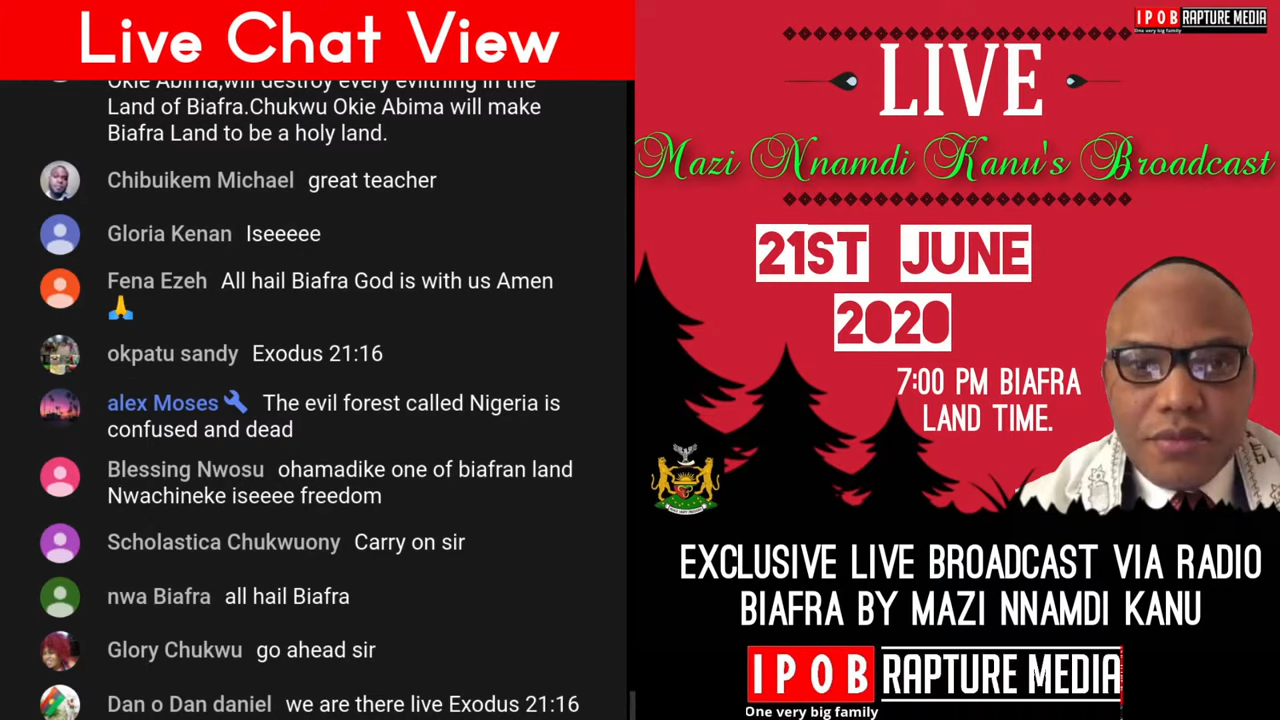 Live Chat View
Okie Abima,will destroy every evilthing in the
Land of Biafra.Chukwu Okie Abima will make
Biafra Land to be a holy land.
Chibuikem Michael great teacher
Gloria Kenan Iseeeee
Fena Ezeh All hail Biafra God is with us Amen
🙏
okpatu sandy Exodus 21:16
alex Moses The evil forest called Nigeria is
confused and dead
Blessing Nwosu ohamadike one of biafran land
Nwachineke iseeee freedom
Scholastica Chukwuony Carry on sir
nwa Biafra all hail Biafra
Glory Chukwu go ahead sir
Dan o Dan daniel we are there live Exodus 21:16
IPOB RAPTURE MEDIA
One very big family
LIVE
Mazi Nnamdi Kanu's Broadcast
21ST JUNE
2020
7:00 PM BIAFRA
LAND TIME.
EXCLUSIVE LIVE BROADCAST VIA RADIO
BIAFRA BY MAZI NNAMDI KANU
IPOB RAPTURE MEDIA
One very big family